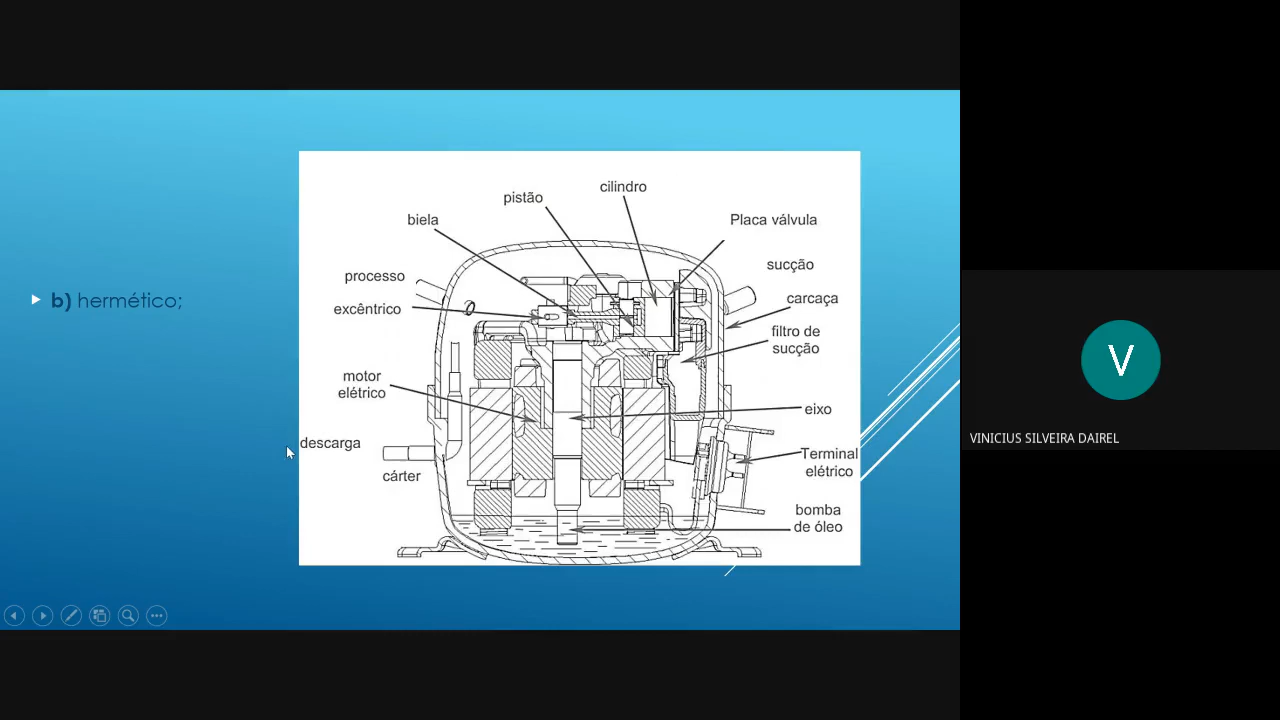 b) hermético;
cilindro
pistão
biela
Placa válvula
processo
sucção
excêntrico
carcaça
filtro de
sucção
motor
elétrico
eixo
descarga
cárter
Terminal
elétrico
bomba
de óleo
V
VINICIUS SILVEIRA DAIREL